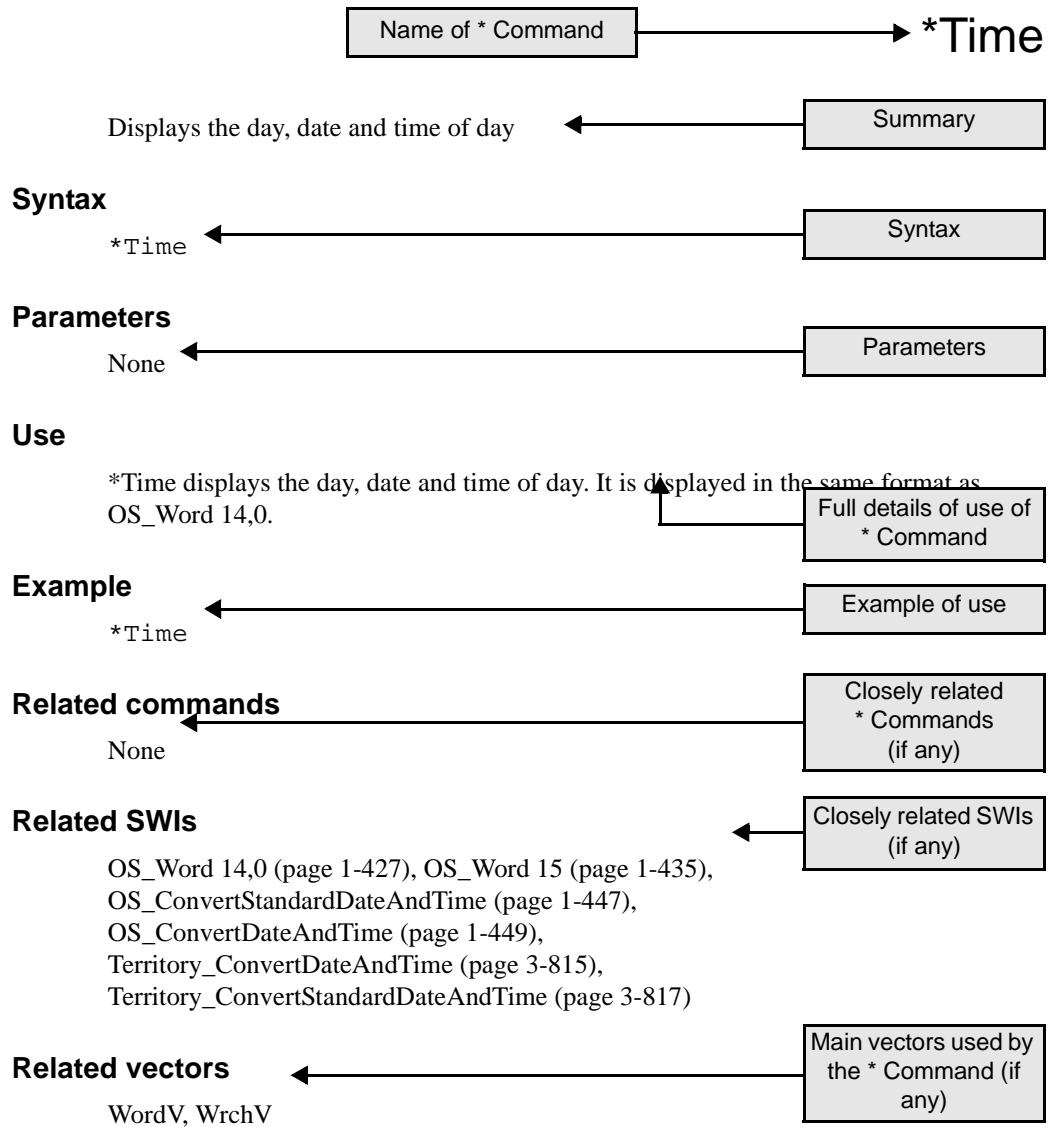 Name of * Command
*Time
Displays the day, date and time of day
Summary
Syntax
*Time
Syntax
Parameters
None
Parameters
Use
*Time displays the day, date and time of day. It is displayed in the same format as
OS_Word 14,0.
Full details of use of
* Command
Example
*Time
Example of use
Related commands
None
Closely related
* Commands
(if any)
Related SWIs
Closely related SWIs
(if any)
OS_Word 14,0 (page 1-427), OS_Word 15 (page 1-435),
OS_ConvertStandardDateAndTime (page 1-447),
OS_ConvertDateAndTime (page 1-449),
Territory_ConvertDateAndTime (page 3-815),
Territory_ConvertStandardDateAndTime (page 3-817)
Related vectors
Main vectors used by
the * Command (if
any)
WordV, WrchV